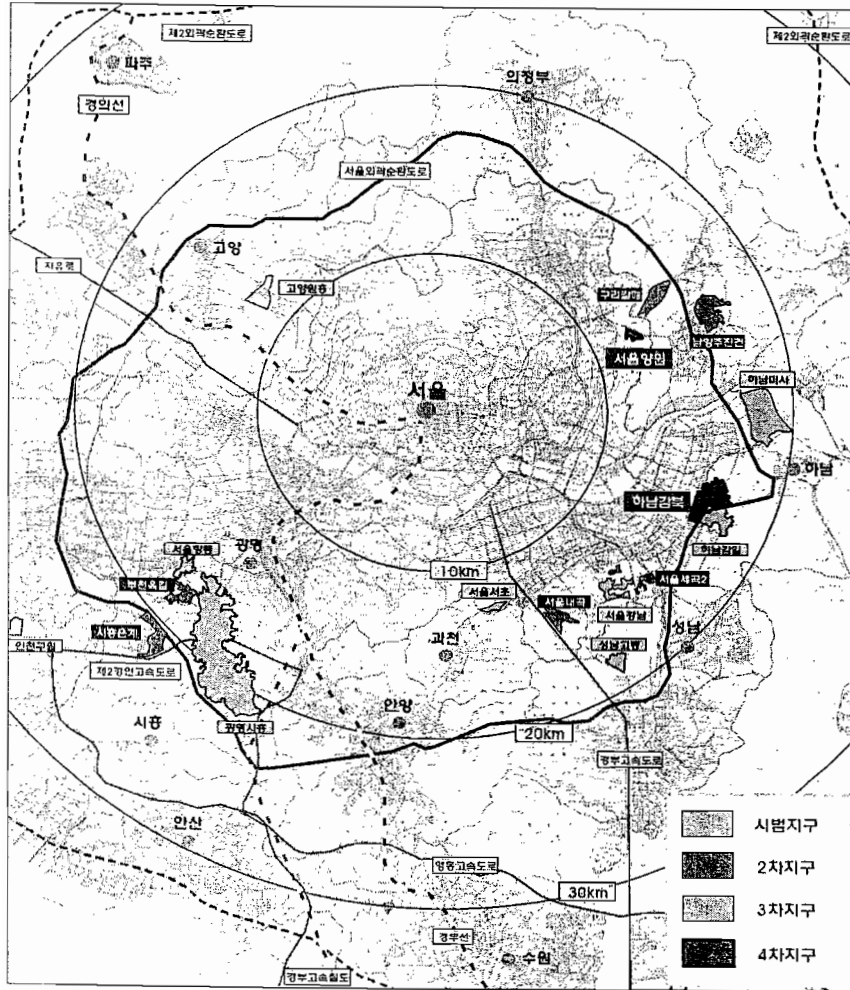 제2외곽순환도로
제2외곽순환도로
파주
의정부
경의선
서울외곽순환도로
고양
자유로
고양원흥
구리갈매
남양주진건
서울양원
하남미사
서울
하남
하남감북
하남감일
서울항동
광명
10km
부천옥길
서울서초
서울내곡
서울세곡2
서울강남
시흥은계
인천구월
과천
성남고등
성남
제2경인고속도로
시흥
안양
광명시흥
20km
경부고속도로
안산
영동고속도로
30km
수원
경부고속철도
시범지구
2차지구
3차지구
4차지구